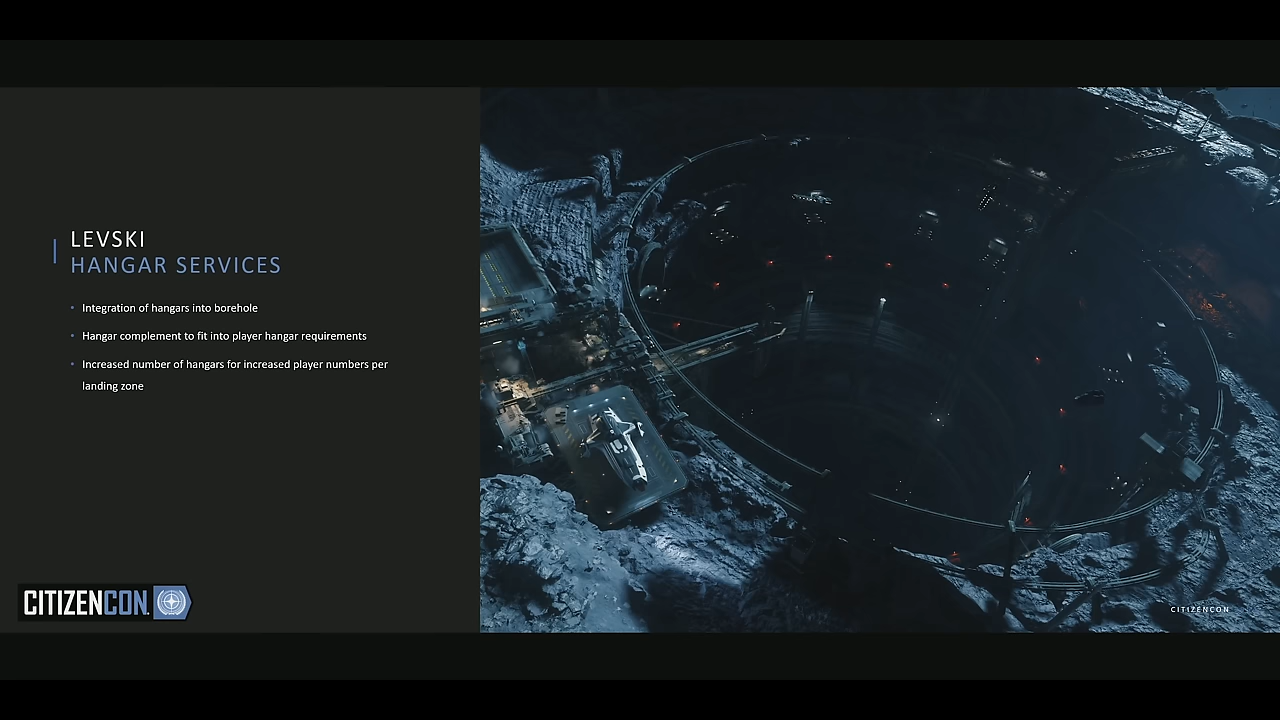 LEVSKI
HANGAR SERVICES
• Integration of hangars into borehole
• Hangar complement to fit into player hangar requirements
• Increased number of hangars for increased player numbers per
landing zone
CITIZENCON.
CITIZENCON